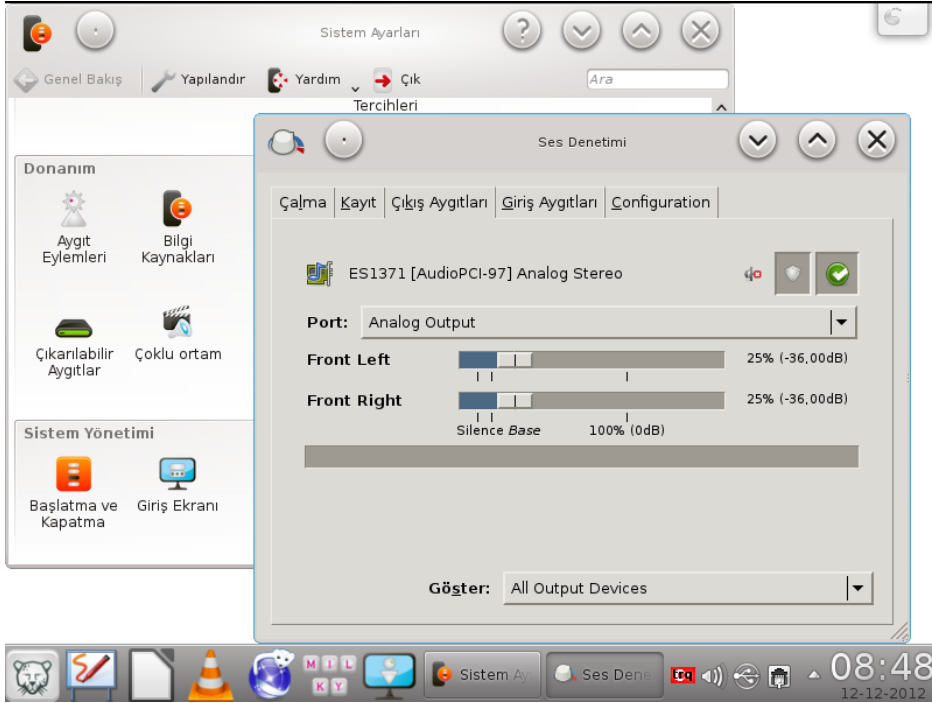 Sistem Ayarları
Genel Bakış
Yapılandır
Yardım
Çık
Ara
Tercihleri
Donanım
Aygıt Eylemleri
Bilgi Kaynakları
Çıkarılabilir Aygıtlar
Çoklu ortam
Sistem Yönetimi
Başlatma ve Kapatma
Giriş Ekranı
Ses Denetimi
Çalma
Kayıt
Çıkış Aygıtları
Giriş Aygıtları
Configuration
ES1371 [AudioPCI-97] Analog Stereo
Port: Analog Output
Front Left 25% (-36,00dB)
Front Right 25% (-36,00dB)
Silence Base 100% (0dB)
Göster: All Output Devices
M I L
K Y
Sistem Ay
Ses Dene
trq
08:48
12-12-2012